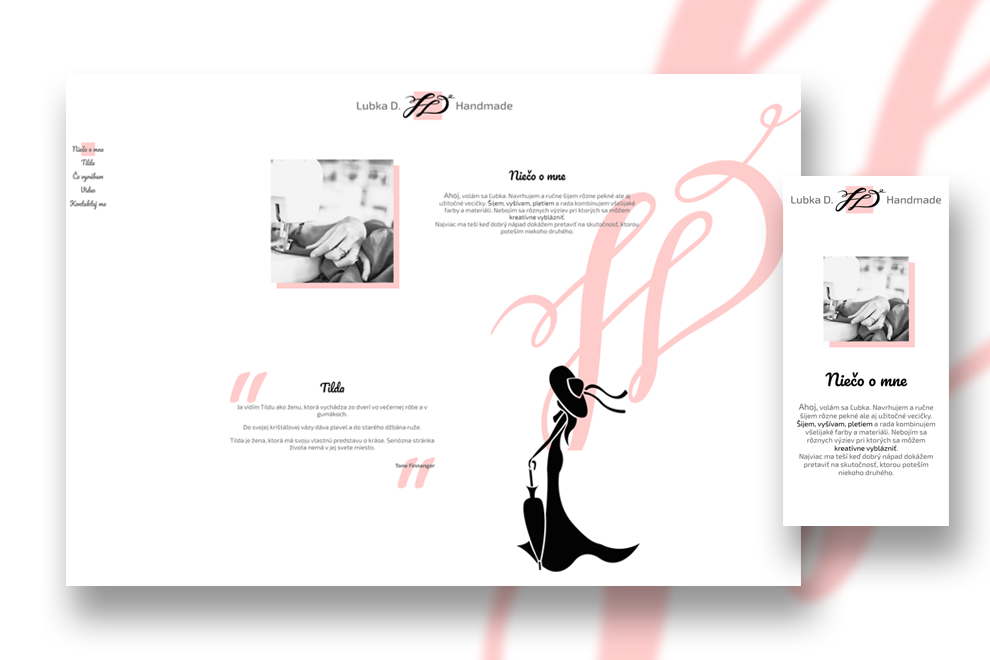 Lubka D. Handmade
Niečo o mne
Tilda
Čo vyrábam
Video
Kontaktuj ma
Niečo o mne
Ahoj, volám sa Ľubka. Navrhujem a ručne šijem rôzne pekné ale aj
užitočné vecičky. Šijem, vyšívam, pletiem a rada kombinujem všelijaké
farby a materiáli. Nebojím sa rôznych výziev pri ktorých sa môžem
kreatívne vyblázniť.
Najviac ma teší keď dobrý nápad dokážem pretaviť na skutočnosť, ktorou
poteším niekoho druhého.
Tilda
Ja vidím Tildu ako ženu, ktorá vychádza zo dverí vo večernej róbe a v
gumákoch.
Do svojej krištáľovej vázy dáva plevel a do starého džbána ruže.
Tilda je žena, ktorá má svoju vlastnú predstavu o kráse. Seriózna stránka
života nemá v jej svete miesto.
Tone Finnanger
Lubka D. Handmade
Niečo o mne
Ahoj, volám sa Ľubka. Navrhujem a ručne
šijem rôzne pekné ale aj užitočné vecičky.
Šijem, vyšívam, pletiem a rada kombinujem
všelijaké farby a materiáli. Nebojím sa
rôznych výziev pri ktorých sa môžem
kreatívne vyblázniť.
Najviac ma teší keď dobrý nápad dokážem
pretaviť na skutočnosť, ktorou poteším
niekoho druhého.